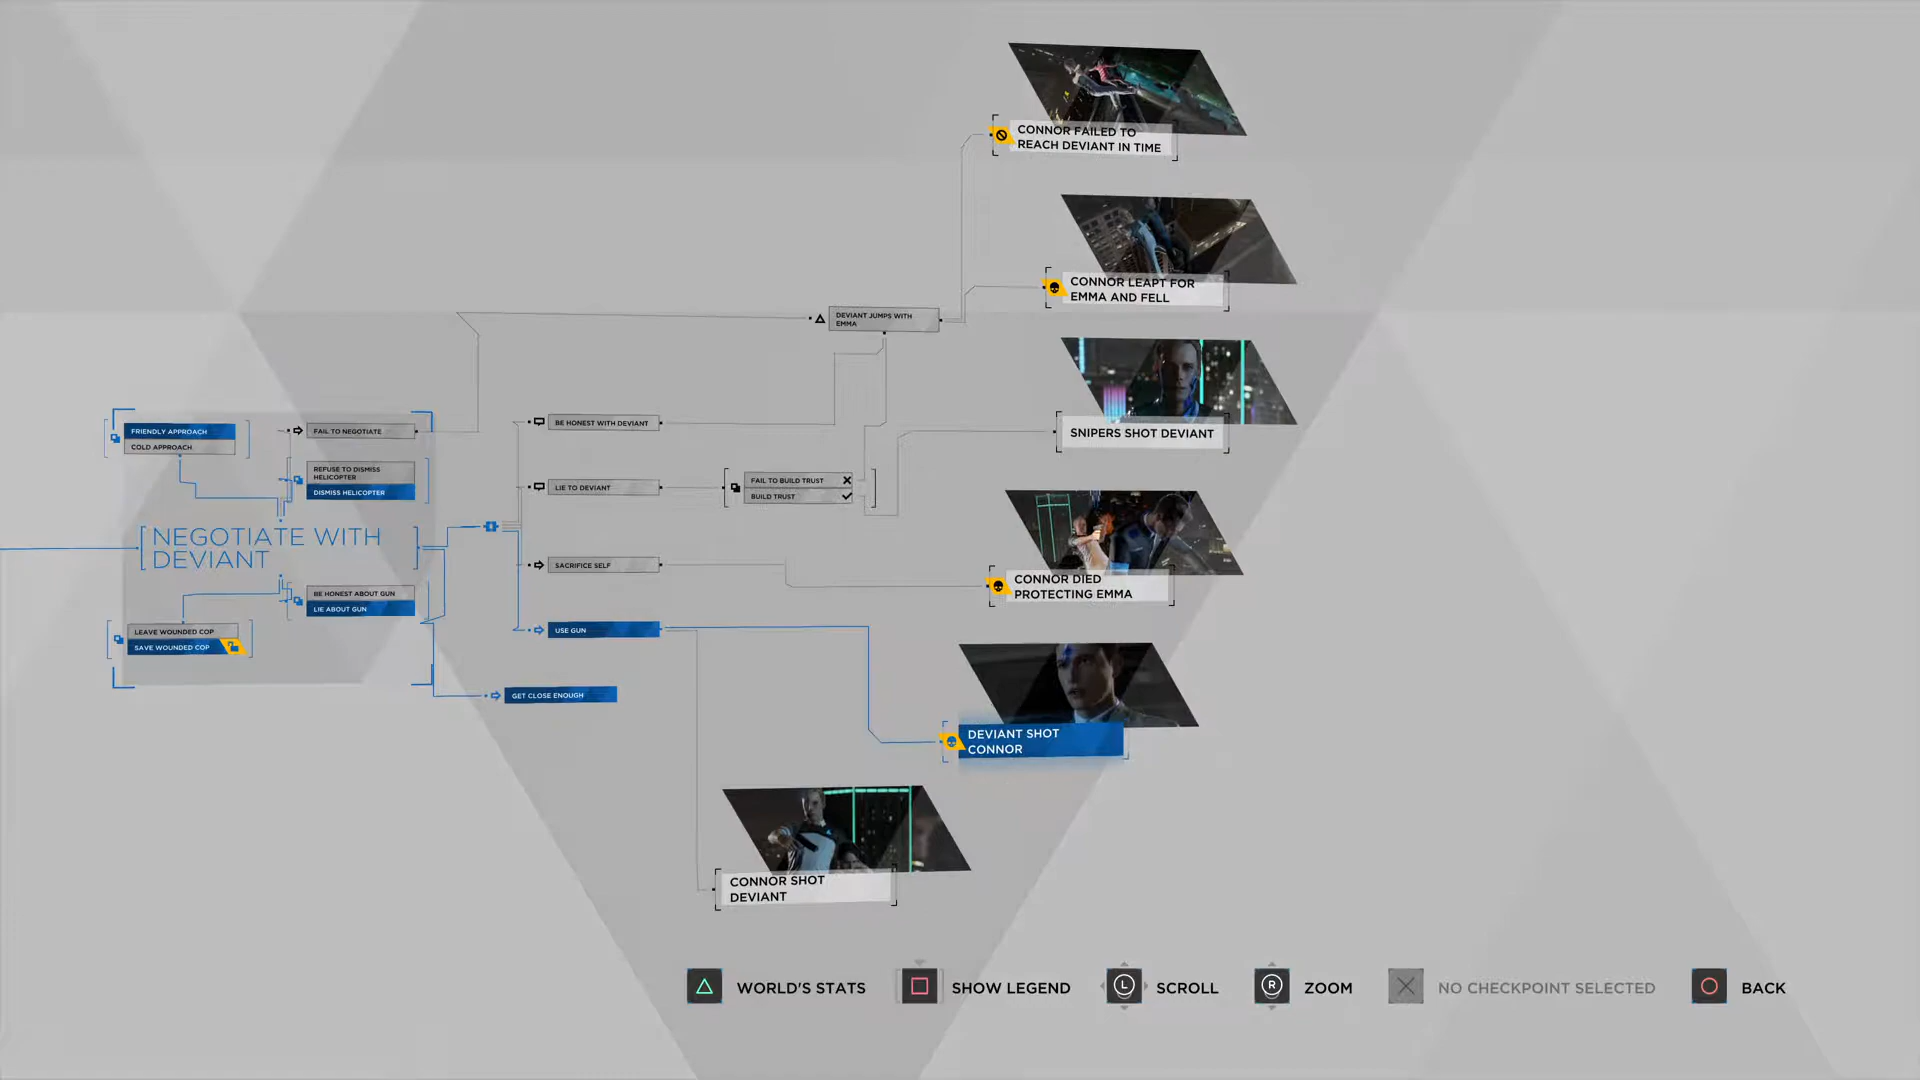 CONNOR FAILED TO
REACH DEVIANT IN TIME
CONNOR LEAPT FOR
EMMA AND FELL
DEVIANT JUMPS WITH
EMMA
FRIENDLY APPROACH
COLD APPROACH
FAIL TO NEGOTIATE
REFUSE TO DISMISS
HELICOPTER
DISMISS HELICOPTER
NEGOTIATE WITH
DEVIANT
BE HONEST ABOUT GUN
LIE ABOUT GUN
LEAVE WOUNDED COP
SAVE WOUNDED COP
BE HONEST WITH DEVIANT
LIE TO DEVIANT
FAIL TO BUILD TRUST
BUILD TRUST
SNIPERS SHOT DEVIANT
SACRIFICE SELF
CONNOR DIED
PROTECTING EMMA
USE GUN
GET CLOSE ENOUGH
DEVIANT SHOT
CONNOR
CONNOR SHOT
DEVIANT
WORLD'S STATS
SHOW LEGEND
L
SCROLL
R
ZOOM
NO CHECKPOINT SELECTED
BACK